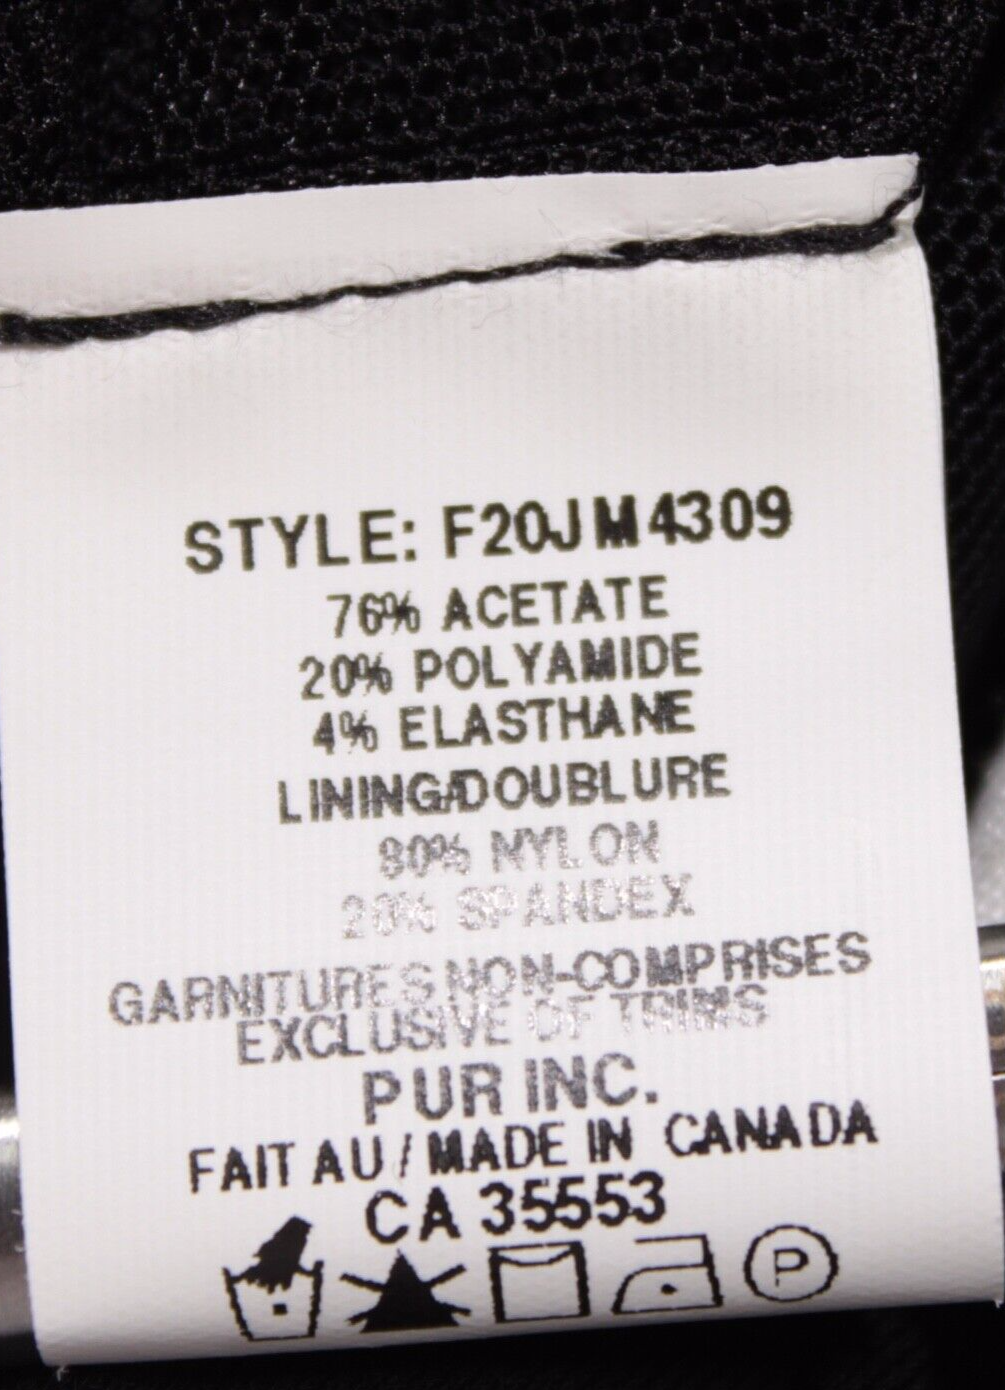 STYLE: F20JM4309
76% ACETATE
20% POLYAMIDE
4% ELASTHANE
LINING/DOUBLURE
80% NYLON
20% SPANDEX
GARNITURES NON-COMPRISES
EXCLUSIVE OF TRIMS
PUR INC.
FAIT AU / MADE IN CANADA
CA 35553
P